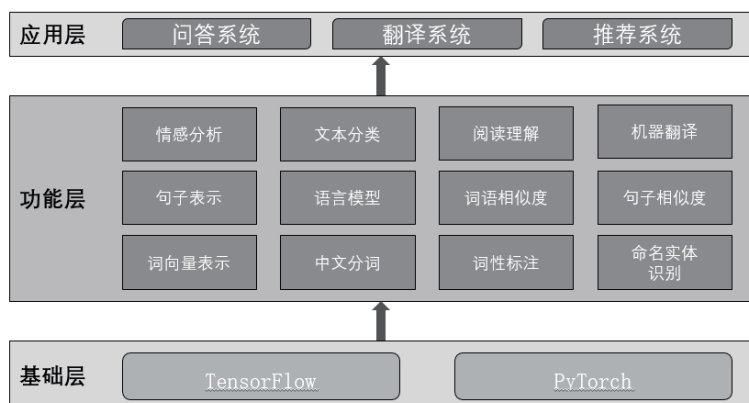 应用层 问答系统 翻译系统 推荐系统
情感分析 文本分类 阅读理解 机器翻译
功能层 句子表示 语言模型 词语相似度 句子相似度
词向量表示 中文分词 词性标注 命名实体
识别
基础层 TensorFlow PyTorch